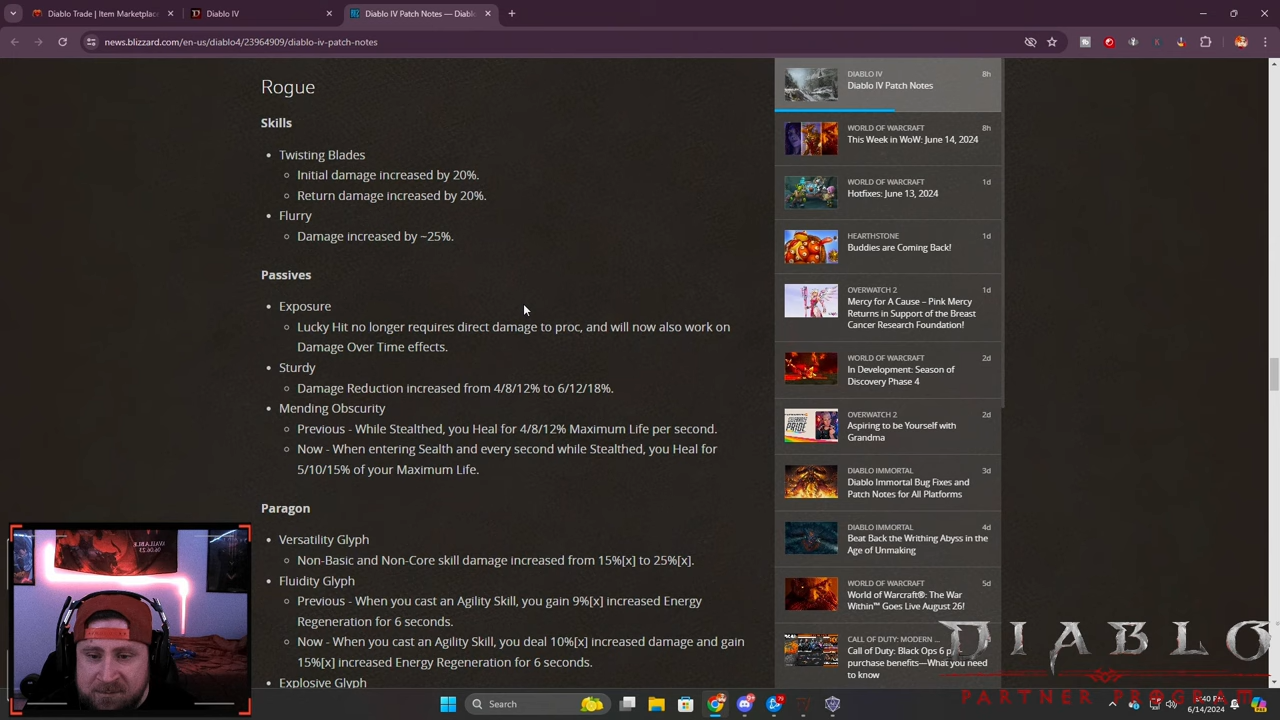 Diablo Trade | Item Marketplac
Diablo IV
Diablo IV Patch Notes — Diablo
news.blizzard.com/en-us/diablo4/23964909/diablo-iv-patch-notes
Rogue
Skills
Twisting Blades
Initial damage increased by 20%.
Return damage increased by 20%.
Flurry
Damage increased by ~25%.
Passives
Exposure
Lucky Hit no longer requires direct damage to proc, and will now also work on
Damage Over Time effects.
Sturdy
Damage Reduction increased from 4/8/12% to 6/12/18%.
Mending Obscurity
Previous - While Stealthed, you Heal for 4/8/12% Maximum Life per second.
Now - When entering Sealth and every second while Stealthed, you Heal for
5/10/15% of your Maximum Life.
Paragon
Versatility Glyph
Non-Basic and Non-Core skill damage increased from 15%[x] to 25%[x].
Fluidity Glyph
Previous - When you cast an Agility Skill, you gain 9%[x] increased Energy
Regeneration for 6 seconds.
Now - When you cast an Agility Skill, you deal 10%[x] increased damage and gain
15%[x] increased Energy Regeneration for 6 seconds.
Explosive Glyph
DIABLO IV 8h
Diablo IV Patch Notes
WORLD OF WARCRAFT 8h
This Week in WoW: June 14, 2024
WORLD OF WARCRAFT 1d
Hotfixes: June 13, 2024
HEARTHSTONE 1d
Buddies are Coming Back!
OVERWATCH 2 1d
Mercy for A Cause – Pink Mercy
Returns in Support of the Breast
Cancer Research Foundation!
WORLD OF WARCRAFT 2d
In Development: Season of
Discovery Phase 4
OVERWATCH 2 2d
Aspiring to be Yourself with
Grandma
DIABLO IMMORTAL 3d
Diablo Immortal Bug Fixes and
Patch Notes for All Platforms
DIABLO IMMORTAL 4d
Beat Back the Writhing Abyss in the
Age of Unmaking
WORLD OF WARCRAFT 5d
World of Warcraft®: The War
Within™ Goes Live August 26!
CALL OF DUTY: MODERN ...
Call of Duty: Black Ops 6 p
purchase benefits—What you need
to know
DIABLO
PARTNER PROGRAM
Search
6/14/2024